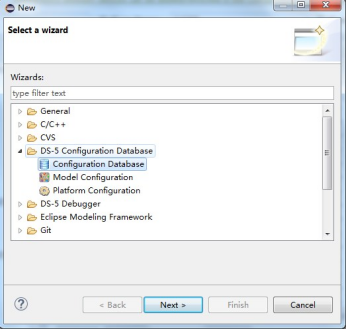 New
Select a wizard
Wizards:
type filter text
General
C/C++
CVS
DS-5 Configuration Database
Configuration Database
Model Configuration
Platform Configuration
DS-5 Debugger
Eclipse Modeling Framework
Git
< Back Next > Finish Cancel